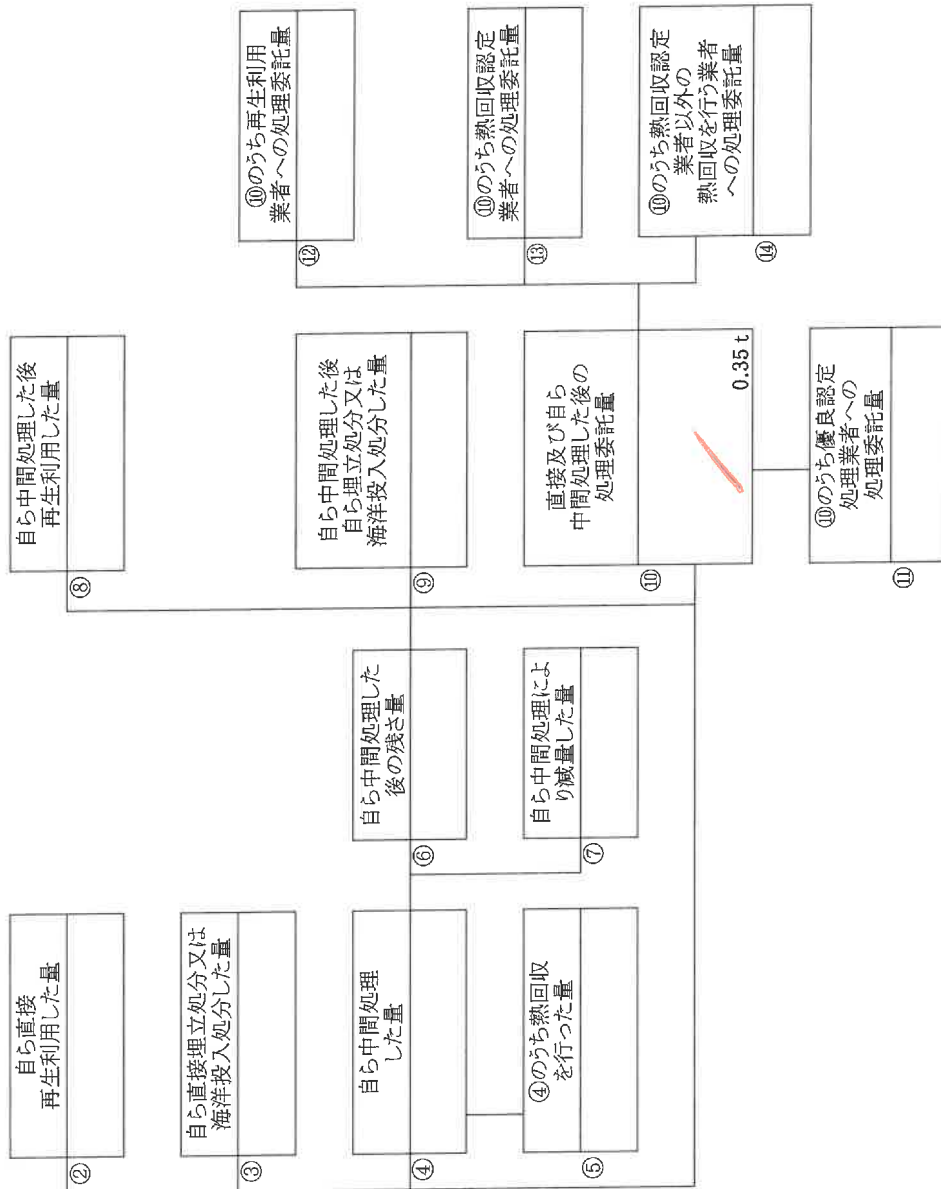 ②
自ら直接
再生利用した量
③
自ら直接埋立処分又は
海洋投入処分した量
④
自ら中間処理
した量
⑤
④のうち熱回収
を行った量
⑥
自ら中間処理した
後の残さ量
⑦
自ら中間処理によ
り減量した量
⑧
自ら中間処理した後
再生利用した量
⑨
自ら中間処理した後
自ら埋立処分又は
海洋投入処分した量
⑩
直接及び自ら
中間処理した後の
処理委託量
0.35t
⑪
⑩のうち優良認定
処理業者への
処理委託量
⑫
⑩のうち再生利用
業者への処理委託量
⑬
⑩のうち熱回収認定
業者への処理委託量
⑭
⑩のうち熱回収認定
業者以外の
熱回収を行う業者
への処理委託量